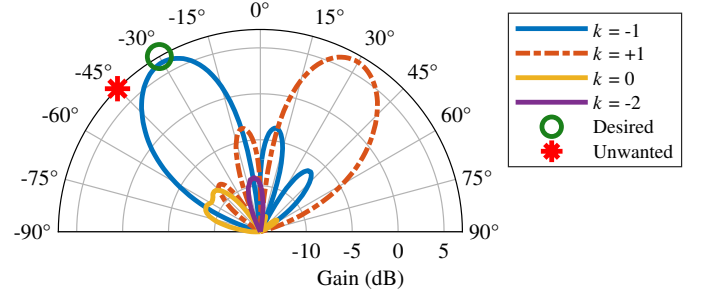 0°
-15° 15°
-30° 30°
-45° 45°
-60° 60°
-75° 75°
-90° 90°
-10 -5 0 5
Gain (dB)
k = -1
k = +1
k = 0
k = -2
Desired
Unwanted